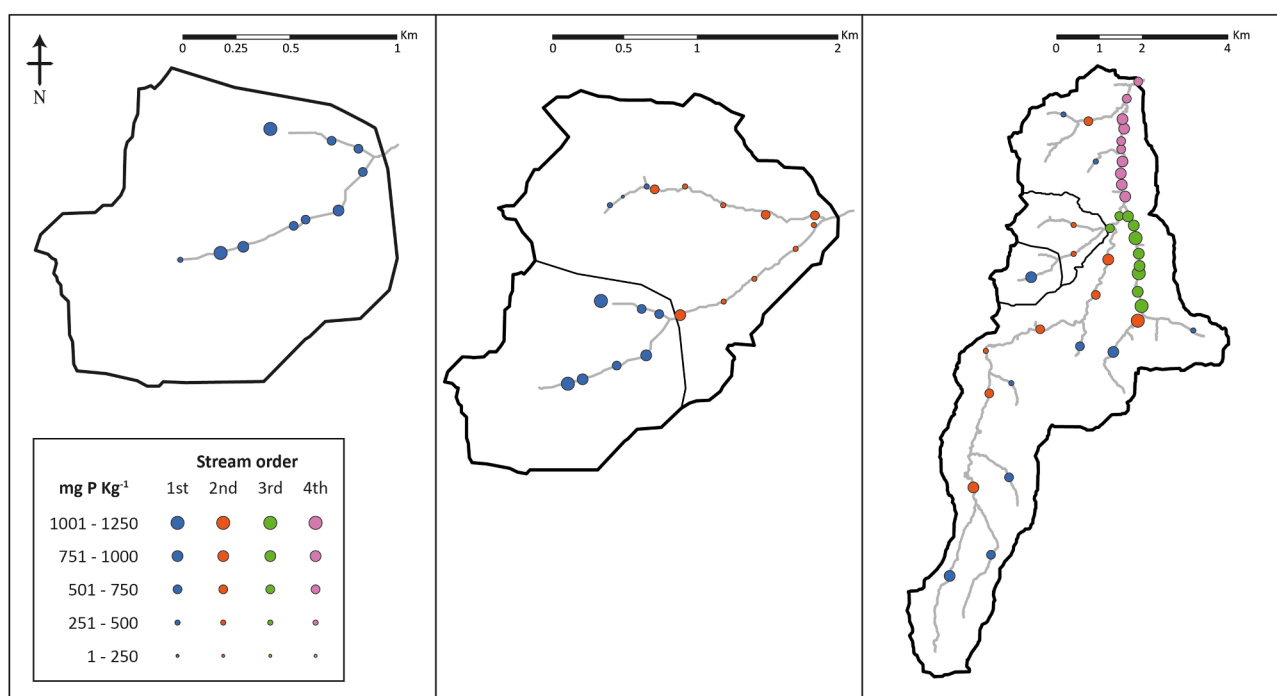 Km
0 0.25 0.5 1
N
Km
0 0.5 1 2
Km
0 1 2 4
Stream order
mg P Kg-1 1st 2nd 3rd 4th
1001 - 1250
751 - 1000
501 - 750
251 - 500
1 - 250